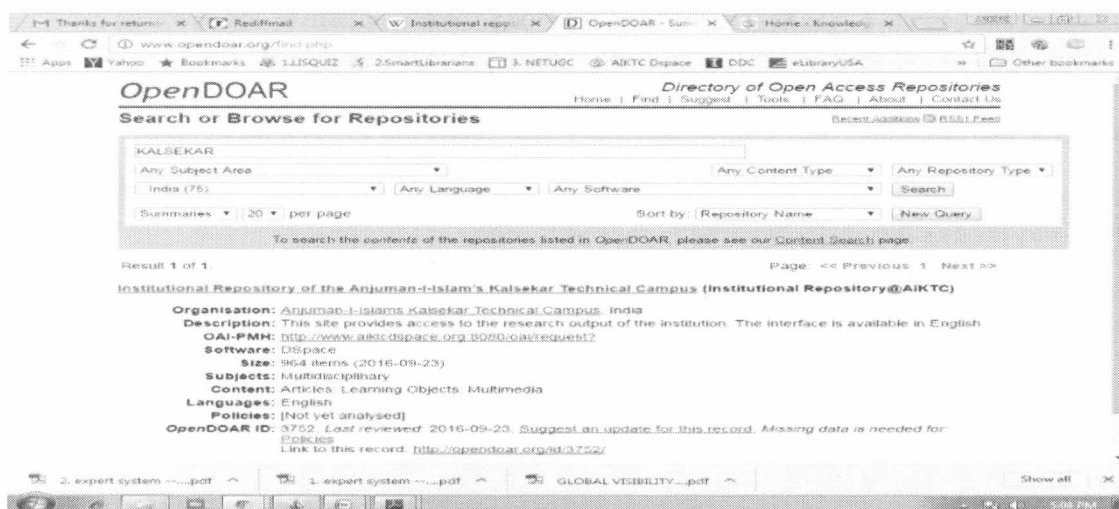 Thanks for return Rediffmail Institutional repo OpenDOAR - Sum Home - Knowled
www.opendoar.org/find.php
Apps Yahoo Bookmarks 1.LISQUIZ 2.SmartLibrarians 3. NETUGC AIKTC Dspace DDC eLibraryUSA » Other bookmarks
OpenDOAR Directory of Open Access Repositories
Home | Find | Suggest | Tools | FAQ | About | Contact Us
Search or Browse for Repositories Recent Additions RSS1 Feed
KALSEKAR
Any Subject Area Any Content Type Any Repository Type
India (76) Any Language Any Software Search
Summaries 20 per page Sort by: Repository Name New Query
To search the contents of the repositories listed in OpenDOAR, please see our Content Search page.
Result 1 of 1. Page: << Previous 1 Next >>
Institutional Repository of the Anjuman-I-Islam's Kalsekar Technical Campus (Institutional Repository@AIKTC)
Organisation: Anjuman-I-Islams Kalsekar Technical Campus, India
Description: This site provides access to the research output of the institution. The interface is available in English
OAI-PMH: http://www.aiktcdspace.org:8080/oai/request?
Software: DSpace
Size: 964 items (2016-09-23)
Subjects: Multidisciplinary
Content: Articles; Learning Objects; Multimedia
Languages: English
Policies: [Not yet analysed]
OpenDOAR ID: 3752, Last reviewed: 2016-09-23, Suggest an update for this record. Missing data is needed for:
Policies
Link to this record: http://opendoar.org/id/3752/
2. expert system --....pdf 1. expert system --....pdf GLOBAL VISIBILITY....pdf Show all
5:08 PM